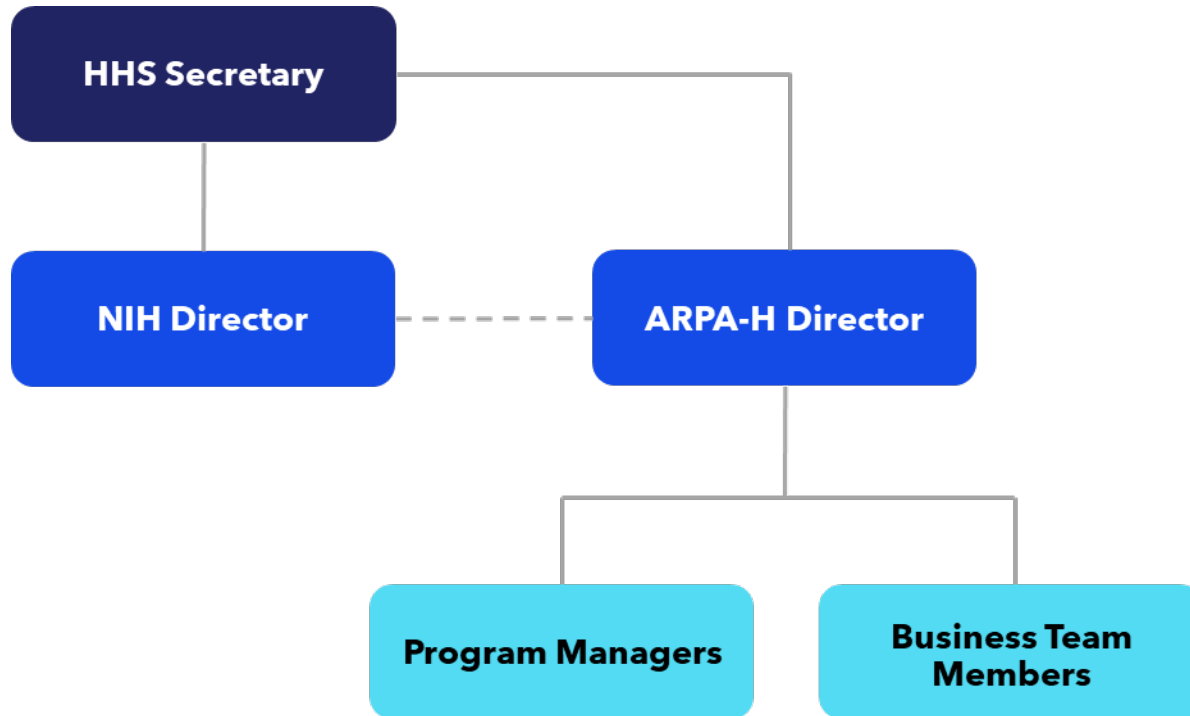 HHS Secretary
NIH Director
ARPA-H Director
Program Managers
Business Team
Members